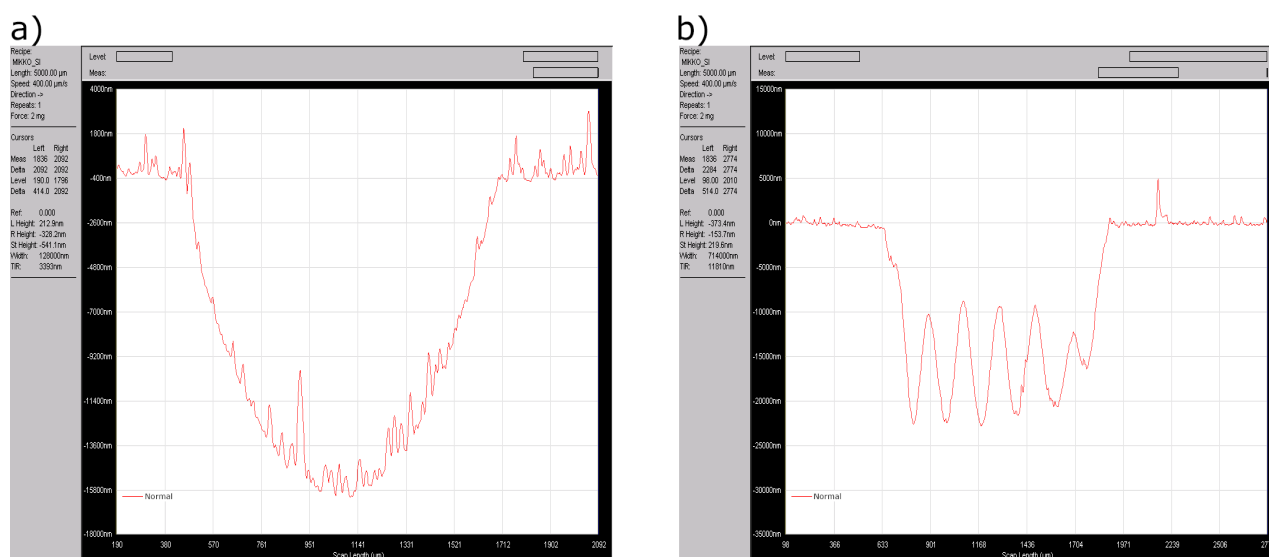 a)
Recipe:
MIKKO_SI
Length: 5000.00 µm
Speed: 400.00 µm/s
Direction ->
Repeats: 1
Force: 2 mg
Cursors
Left Right
Meas 1836 2092
Delta 2092 2092
Level 190.0 1796
Delta 414.0 2092
Ref: 0.000
L Height: 212.9nm
R Height: -328.2nm
St Height: -541.1nm
Width: 128000nm
TIR: 3393nm
Level
Meas:
4000nm
1800nm
-4000nm
-2600nm
-4800nm
-7000nm
-9200nm
-11400nm
-13600nm
-15800nm
-18000nm
Normal
190 380 570 761 951 1141 1331 1521 1902 2092
Scan Length (um)
b)
Recipe:
MIKKO_SI
Length: 5000.00 µm
Speed: 400.00 µm/s
Direction ->
Repeats: 1
Force: 2 mg
Cursors
Left Right
Meas 1836 2774
Delta 2284 2774
Level 98.00 2010
Delta 514.0 2774
Ref: 0.000
L Height: -373.4nm
R Height: -153.7nm
St Height: 219.6nm
Width: 714000nm
TIR: 11810nm
Level
Meas:
15000nm
10000nm
5000nm
0nm
-5000nm
-10000nm
-15000nm
-20000nm
-25000nm
-30000nm
-35000nm
Normal
98 366 633 901 1168 1436 1704 1971 2506
Scan Length (um)